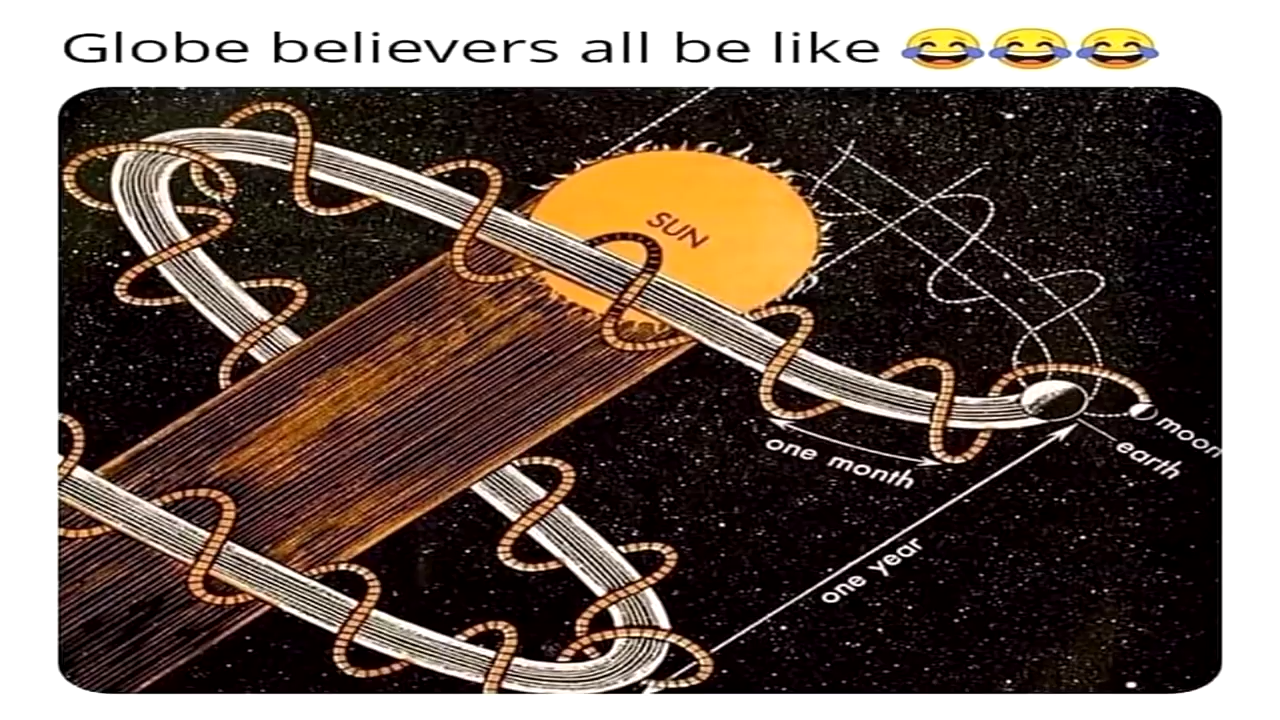 Globe believers all be like 😂😂😂
SUN
moon
earth
one month
one year